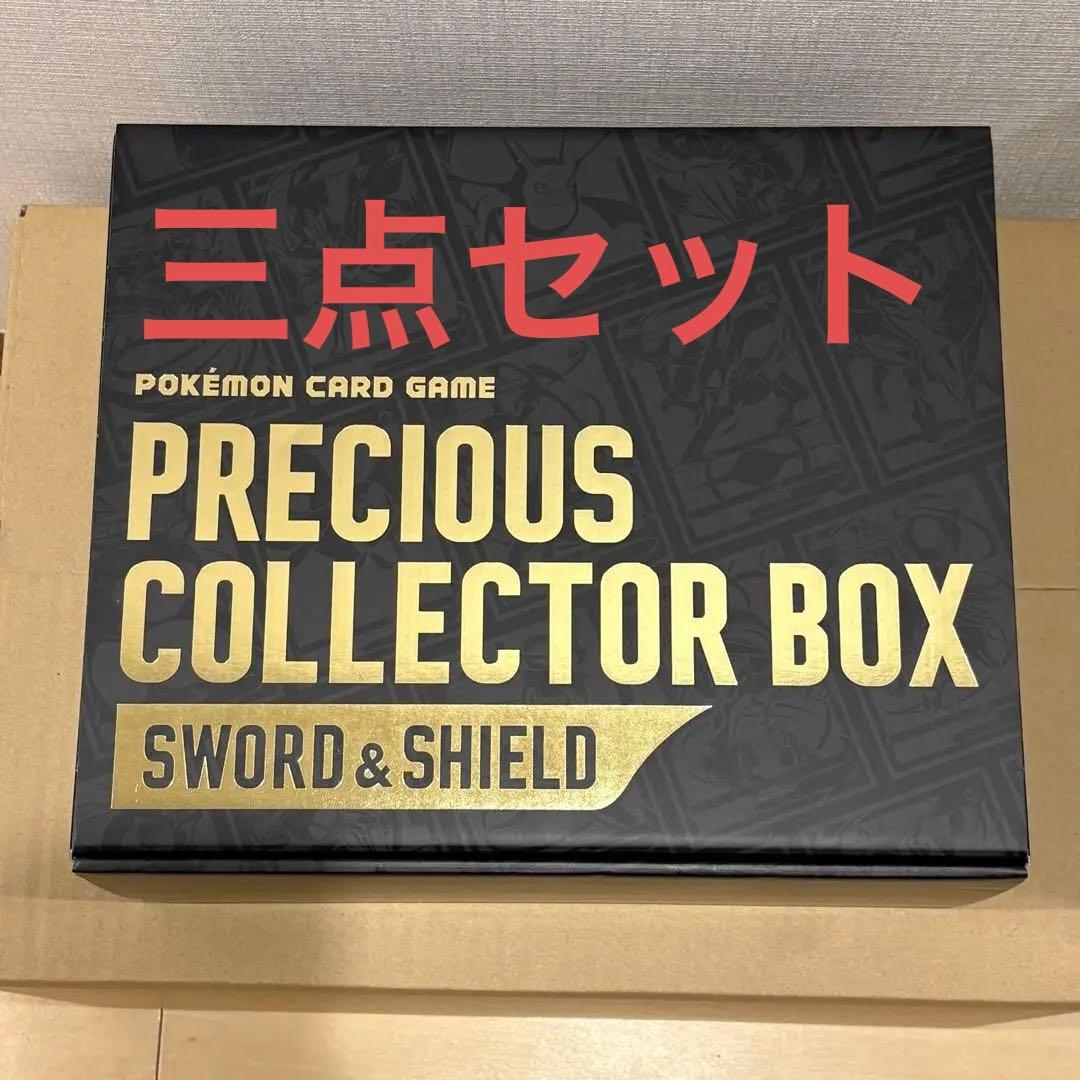 三点セット
POKÉMON CARD GAME
PRECIOUS
COLLECTOR BOX
SWORD & SHIELD